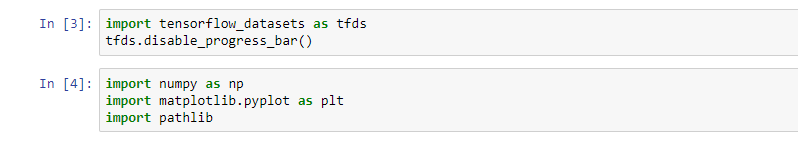 In [3]: import tensorflow_datasets as tfds
tfds.disable_progress_bar()
In [4]: import numpy as np
import matplotlib.pyplot as plt
import pathlib